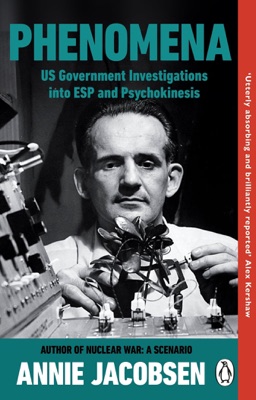 PHENOMENA
US Government Investigations
into ESP and Psychokinesis
'Utterly absorbing and brilliantly reported' Alex Kershaw
AUTHOR OF NUCLEAR WAR: A SCENARIO
ANNIE JACOBSEN